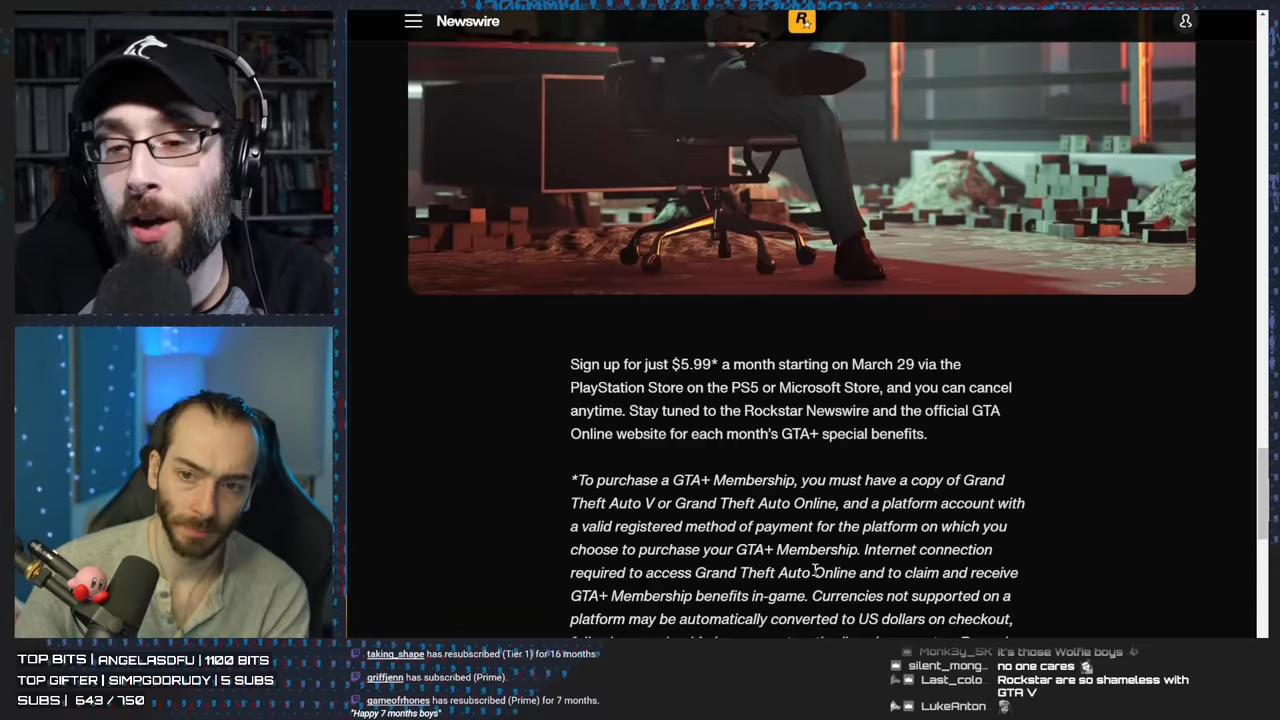 Newswire
R
Sign up for just $5.99* a month starting on March 29 via the
PlayStation Store on the PS5 or Microsoft Store, and you can cancel
anytime. Stay tuned to the Rockstar Newswire and the official GTA
Online website for each month's GTA+ special benefits.
*To purchase a GTA+ Membership, you must have a copy of Grand
Theft Auto V or Grand Theft Auto Online, and a platform account with
a valid registered method of payment for the platform on which you
choose to purchase your GTA+ Membership. Internet connection
required to access Grand Theft Auto Online and to claim and receive
GTA+ Membership benefits in-game. Currencies not supported on a
platform may be automatically converted to US dollars on checkout,
TOP BITS | ANGELASDFU | 1100 BITS
TOP GIFTER | SIMPGODRUDY | 5 SUBS
SUBS | 643 / 750
taking_shape has resubscribed (Tier 1) for 16 months.
griffjenn has subscribed (Prime).
gameofrhones has resubscribed (Prime) for 7 months.
"Happy 7 months boys"
Monk3y_SK it's those Wolfie boys
silent_mong... no one cares
Last_colo... Rockstar are so shameless with
GTA V
LukeAnton...